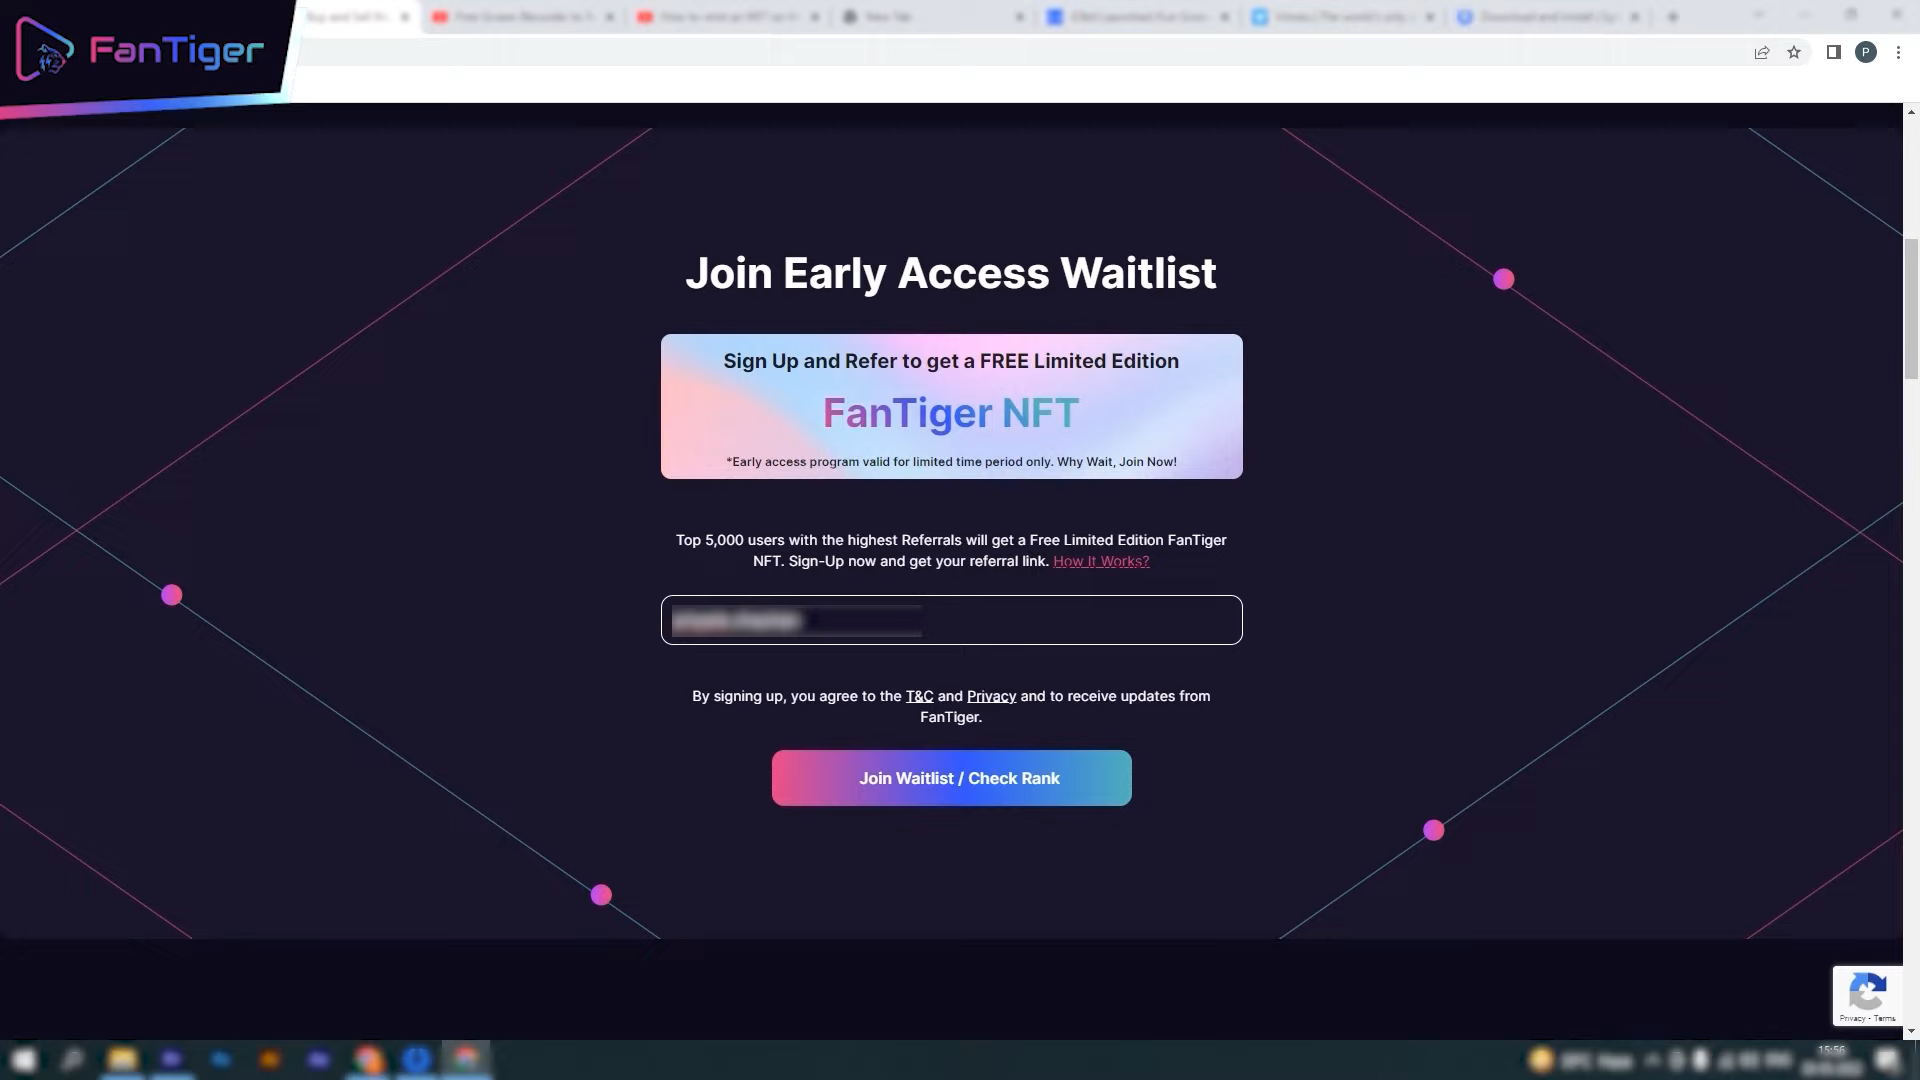 FanTiger
New Tab
P
Join Early Access Waitlist
Sign Up and Refer to get a FREE Limited Edition
FanTiger NFT
*Early access program valid for limited time period only. Why Wait, Join Now!
Top 5,000 users with the highest Referrals will get a Free Limited Edition FanTiger
NFT. Sign-Up now and get your referral link. How It Works?
By signing up, you agree to the T&C and Privacy and to receive updates from
FanTiger.
Join Waitlist / Check Rank
Privacy - Terms
15:56